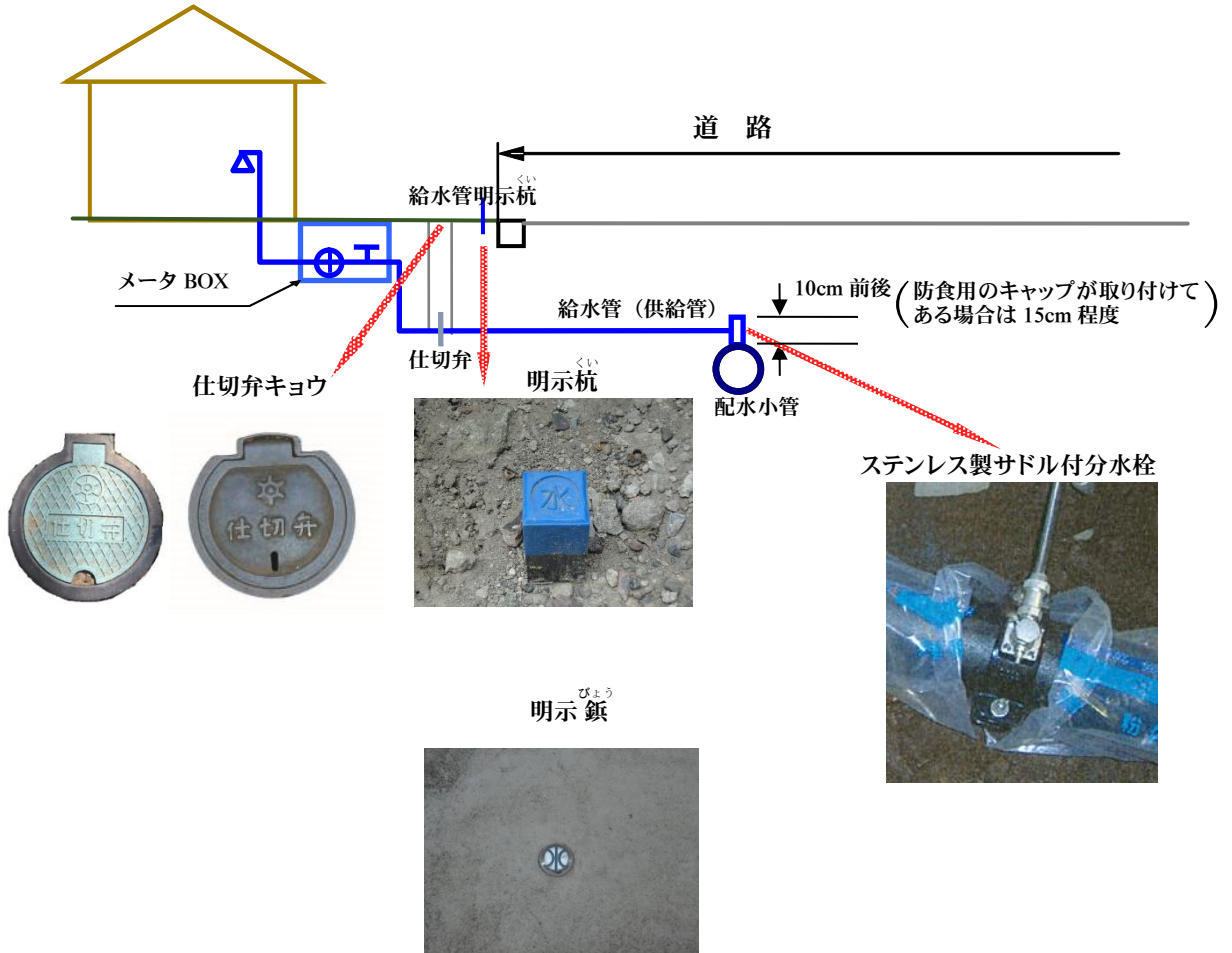 道 路
給水管明示杭
くい
メータ BOX
10cm 前後
(防食用のキャップが取り付けて
ある場合は 15cm 程度)
給水管（供給管）
仕切弁
配水小管
仕切弁キョウ
明示杭
くい
ステンレス製サドル付分水栓
仕切弁
仕切弁
水
明示鋲
びょう
水
粉